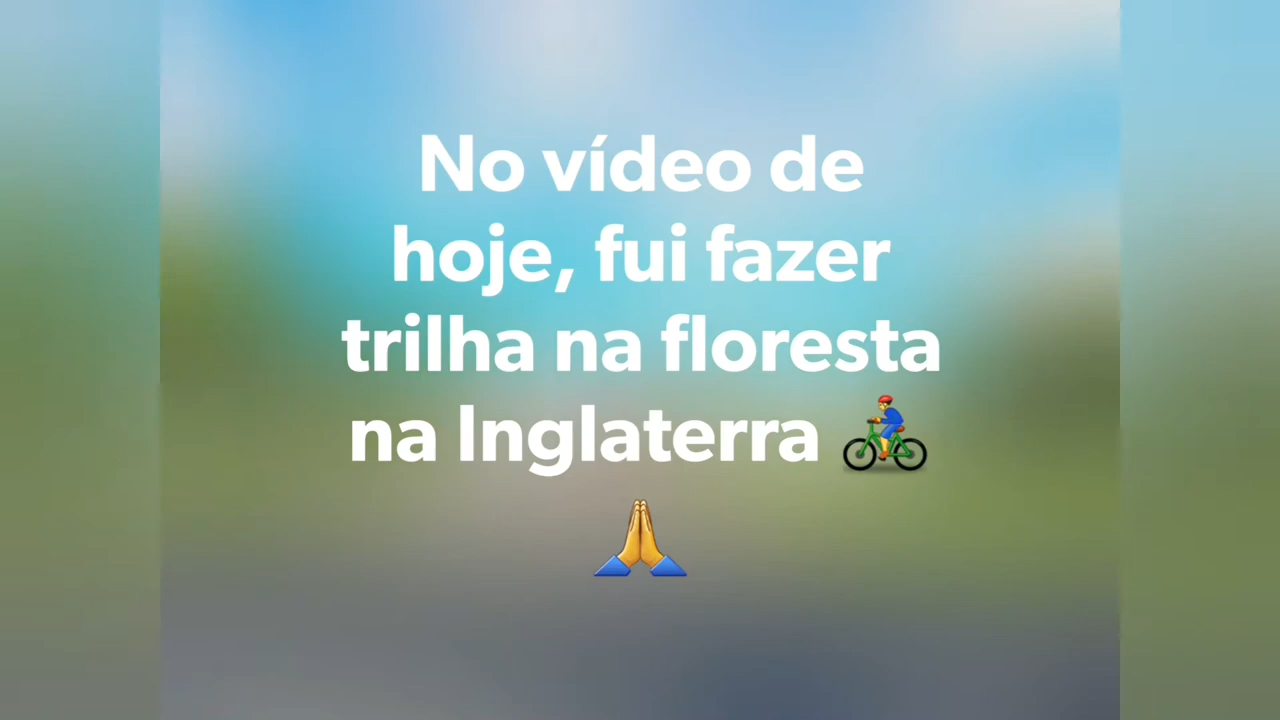 No vídeo de
hoje, fui fazer
trilha na floresta
na Inglaterra 🚴‍♂️
🙏